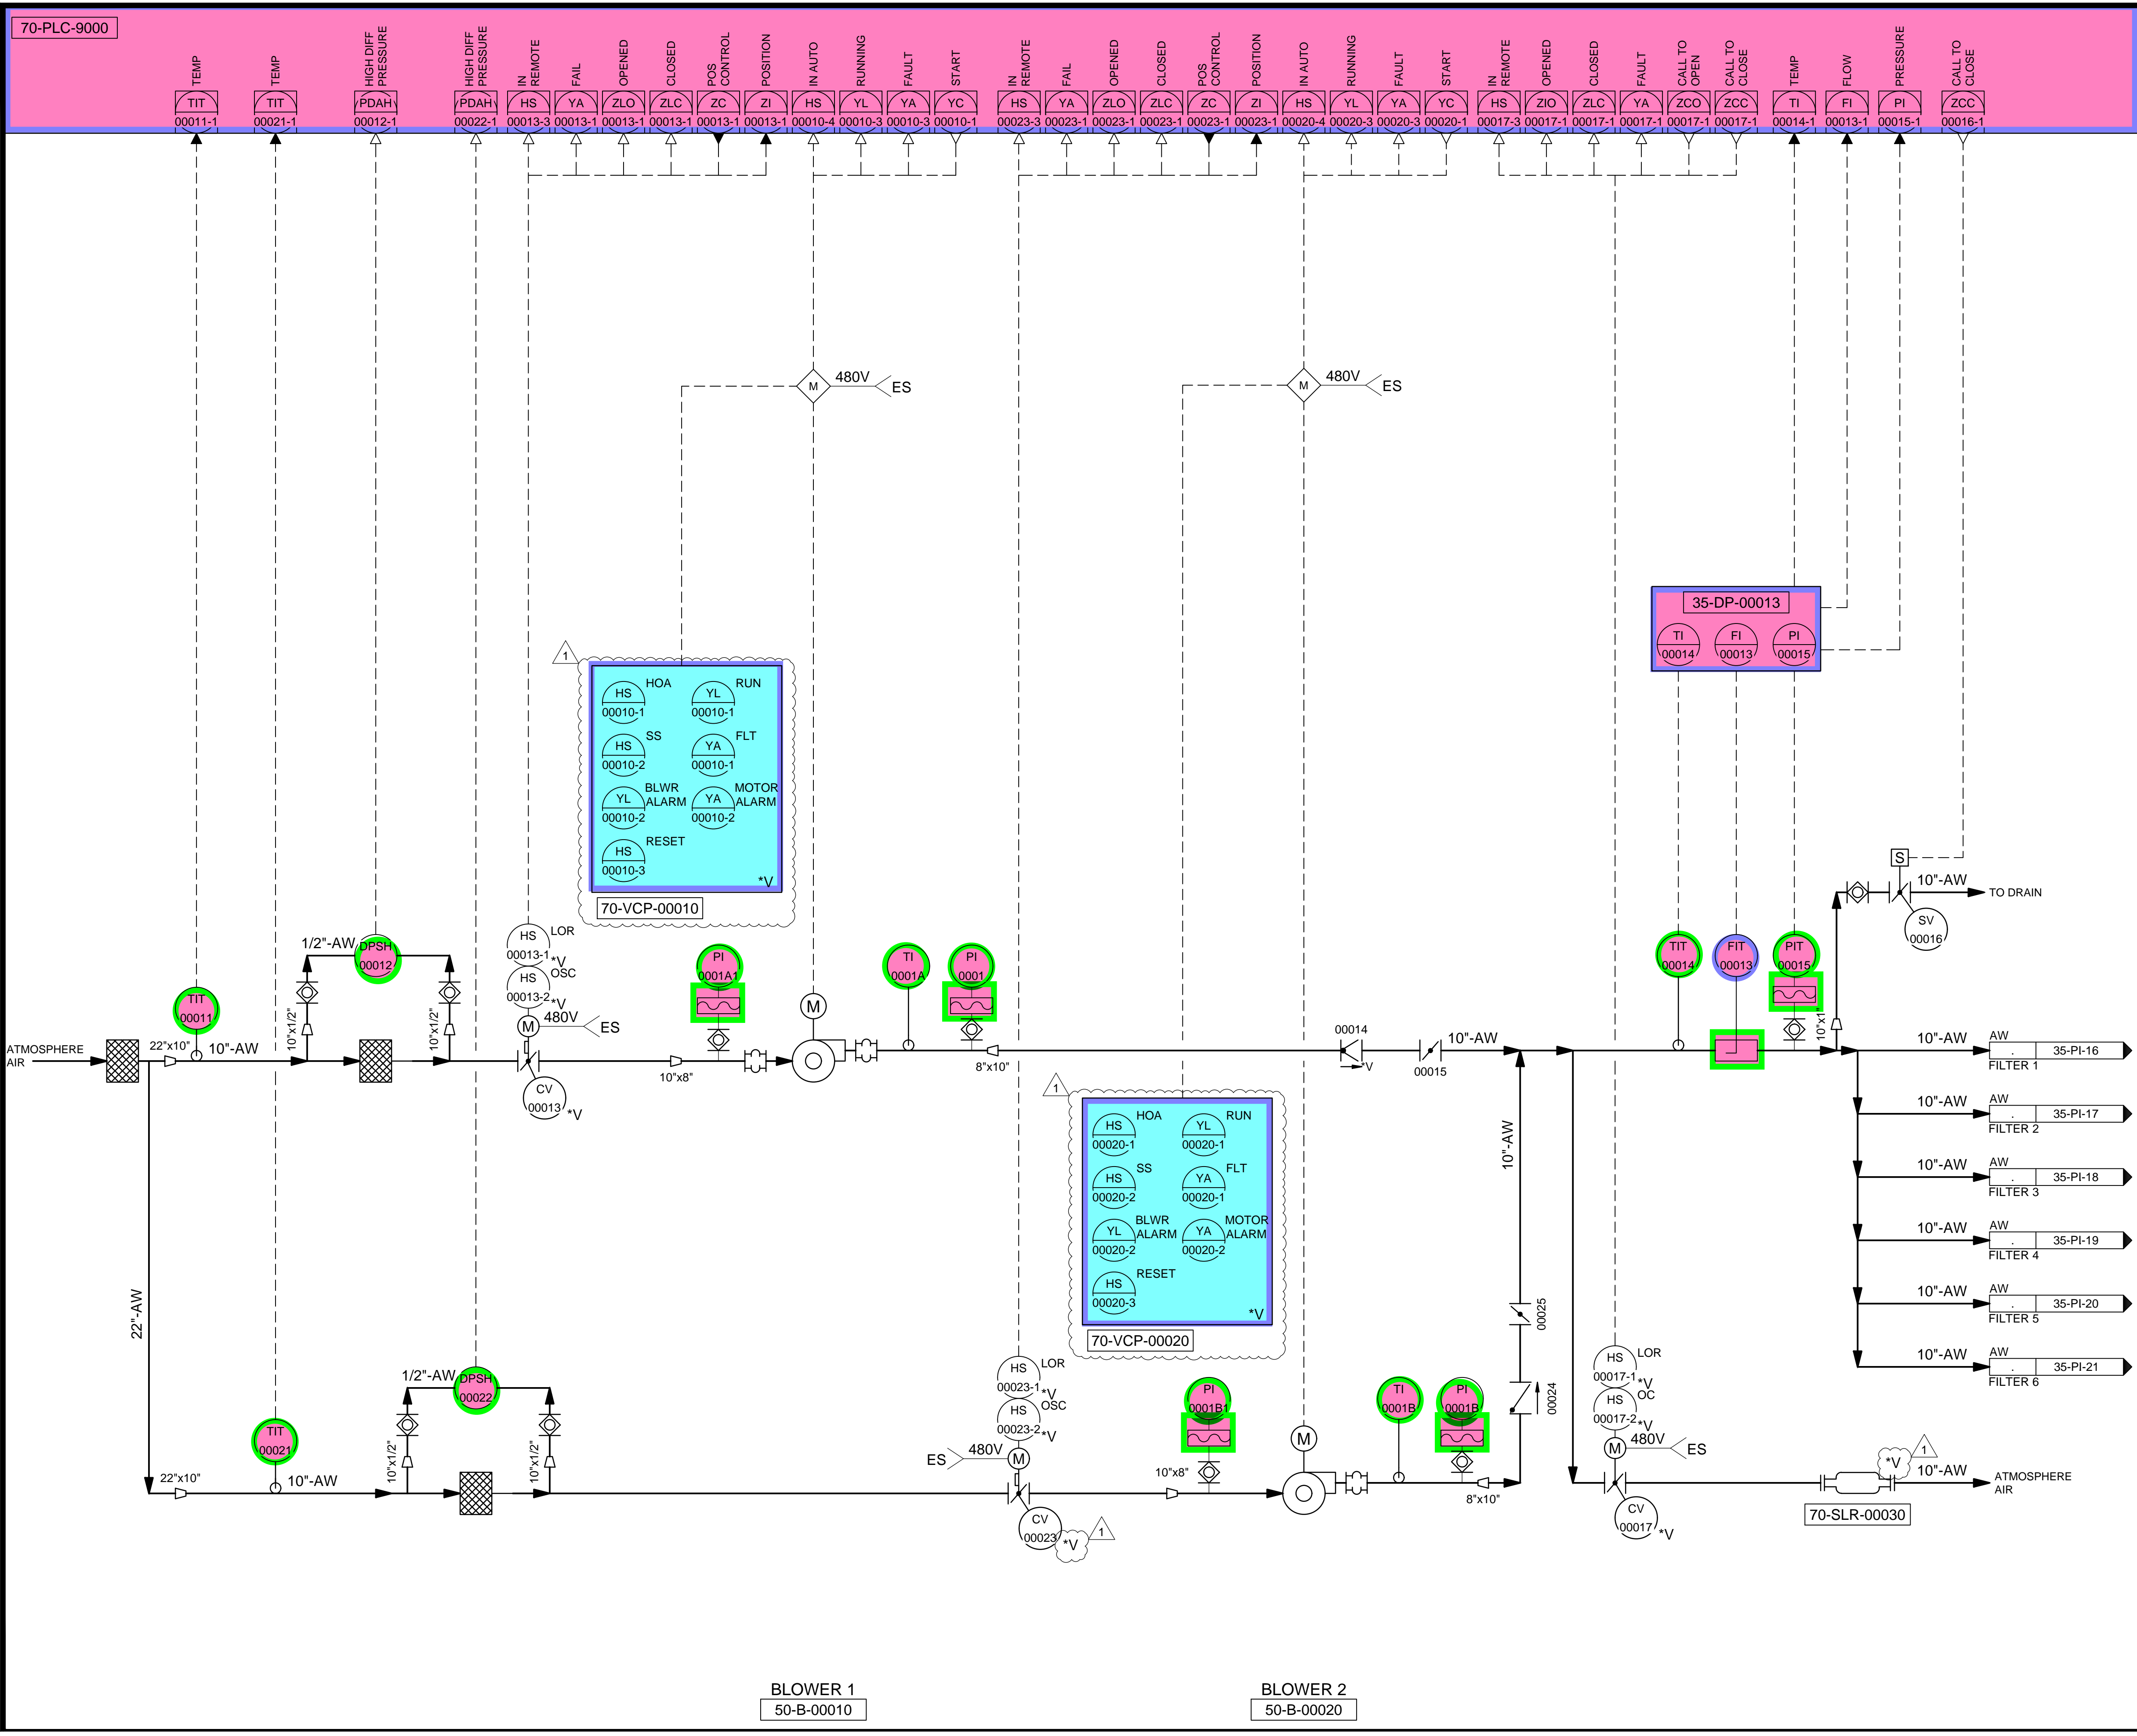 70-PLC-9000
TEMP
TIT
00011-1
TEMP
TIT
00021-1
HIGH DIFF
PRESSURE
PDAH
00012-1
HIGH DIFF
PRESSURE
PDAH
00022-1
IN
REMOTE
HS
00013-3
FAIL
YA
00013-1
OPENED
ZLO
00013-1
CLOSED
ZLC
00013-1
POS
CONTROL
ZC
00013-1
POSITION
ZI
00013-1
IN AUTO
HS
00010-4
RUNNING
YL
00010-3
FAULT
YA
00010-3
START
YC
00010-1
IN
REMOTE
HS
00023-3
FAIL
YA
00023-1
OPENED
ZLO
00023-1
CLOSED
ZLC
00023-1
POS
CONTROL
ZC
00023-1
POSITION
ZI
00023-1
IN AUTO
HS
00020-4
RUNNING
YL
00020-3
FAULT
YA
00020-3
START
YC
00020-1
IN
REMOTE
HS
00017-3
OPENED
ZIO
00017-1
CLOSED
ZLC
00017-1
FAULT
YA
00017-1
CALL TO
OPEN
ZCO
00017-1
CALL TO
CLOSE
ZCC
00017-1
TEMP
TI
00014-1
FLOW
FI
00013-1
PRESSURE
PI
00015-1
CALL TO
CLOSE
ZCC
00016-1
M
480V
ES
M
480V
ES
35-DP-00013
TI
00014
FI
00013
PI
00015
1
HS
00010-1
HOA
YL
00010-1
RUN
HS
00010-2
SS
YA
00010-1
FLT
YL
00010-2
BLWR
ALARM
YA
00010-2
MOTOR
ALARM
HS
00010-3
RESET
*V
70-VCP-00010
S
10"-AW
TO DRAIN
SV
00016
1/2"-AW
DPSH
00012
10"x1/2"
10"x1/2"
HS
00013-1
LOR
*V
HS
00013-2
OSC
*V
M
480V
ES
PI
0001A1
M
TI
0001A
PI
0001
TIT
00014
FIT
00013
PIT
00015
10"x1"
TIT
00011
ATMOSPHERE
AIR
22"x10"
10"-AW
CV
00013
*V
10"x8"
8"x10"
00014
*V
00015
10"-AW
10"-AW
AW
.
35-PI-16
FILTER 1
10"-AW
AW
.
35-PI-17
FILTER 2
10"-AW
AW
.
35-PI-18
FILTER 3
10"-AW
AW
.
35-PI-19
FILTER 4
10"-AW
AW
.
35-PI-20
FILTER 5
10"-AW
AW
.
35-PI-21
FILTER 6
1
HS
00020-1
HOA
YL
00020-1
RUN
HS
00020-2
SS
YA
00020-1
FLT
YL
00020-2
BLWR
ALARM
YA
00020-2
MOTOR
ALARM
HS
00020-3
RESET
*V
70-VCP-00020
10"-AW
00025
00024
22"-AW
22"x10"
TIT
00021
10"-AW
1/2"-AW
DPSH
00022
10"x1/2"
10"x1/2"
HS
00023-1
LOR
*V
HS
00023-2
OSC
*V
ES
480V
M
CV
00023
*V
1
10"x8"
PI
0001B1
M
TI
0001B
PI
0001B
8"x10"
HS
00017-1
LOR
*V
HS
00017-2
OC
*V
M
480V
ES
CV
00017
*V
*V
1
10"-AW
ATMOSPHERE
AIR
70-SLR-00030
BLOWER 1
50-B-00010
BLOWER 2
50-B-00020